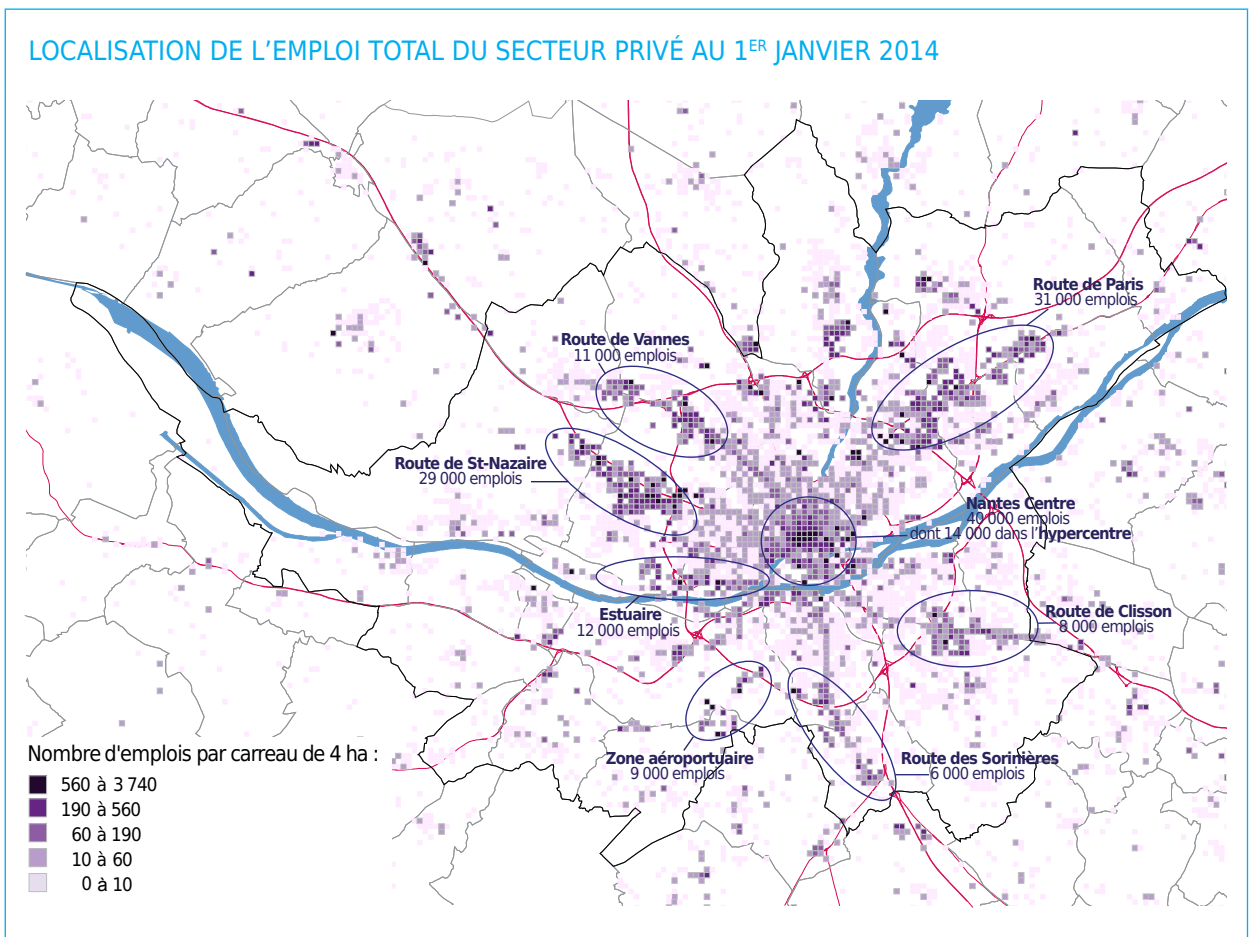 LOCALISATION DE L'EMPLOI TOTAL DU SECTEUR PRIVÉ AU 1ER JANVIER 2014
Route de Paris
31 000 emplois
Route de Vannes
11 000 emplois
Route de St-Nazaire
29 000 emplois
Nantes Centre
40 000 emplois
dont 14 000 dans l'hypercentre
Estuaire
12 000 emplois
Route de Clisson
8 000 emplois
Zone aéroportuaire
9 000 emplois
Route des Sorinières
6 000 emplois
Nombre d'emplois par carreau de 4 ha :
560 à 3 740
190 à 560
60 à 190
10 à 60
0 à 10